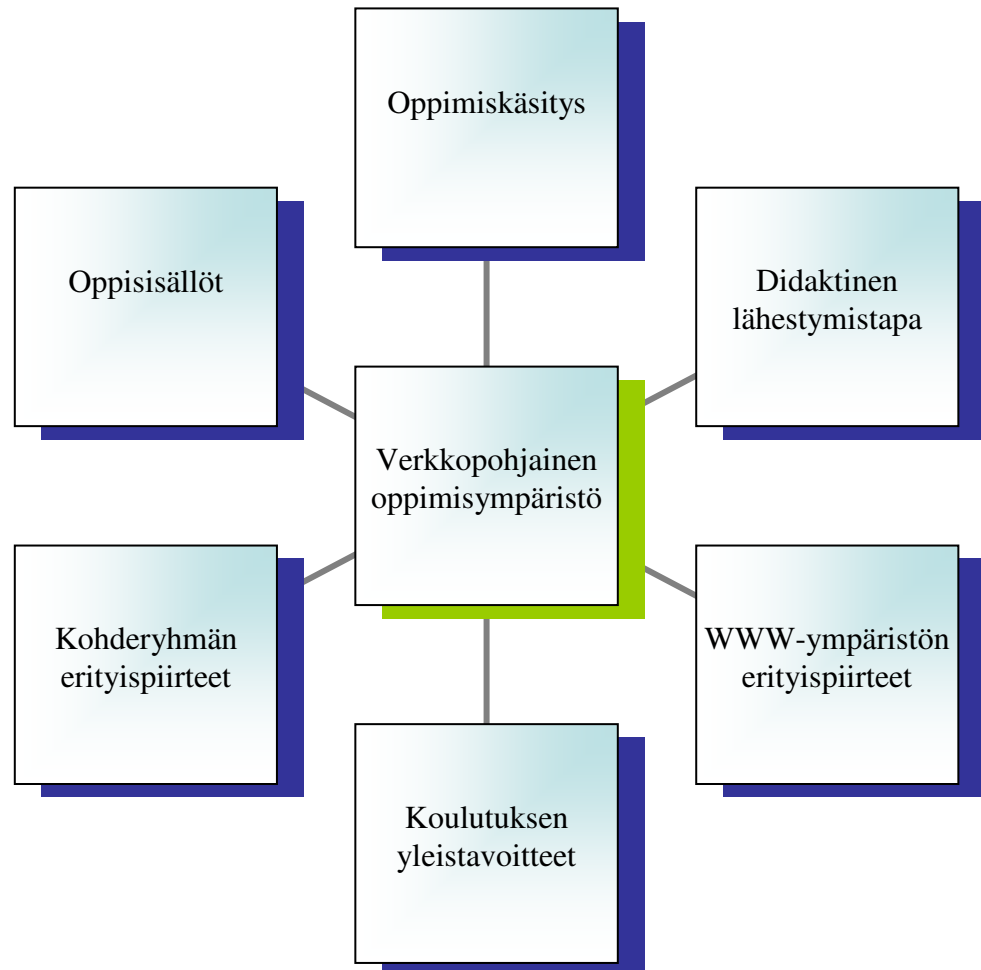 Oppimiskäsitys
Oppisisällöt
Didaktinen
lähestymistapa
Verkkopohjainen
oppimisympäristö
Kohderyhmän
erityispiirteet
WWW-ympäristön
erityispiirteet
Koulutuksen
yleistavoitteet